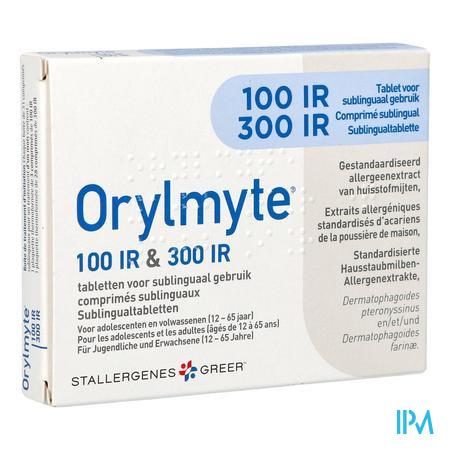 100 IR
300 IR
Tablet voor
sublinguaal gebruik
Comprimé sublingual
Sublingualtablette
Orylmyte®
100 IR & 300 IR
tabletten voor sublinguaal gebruik
comprimés sublinguaux
Sublingualtabletten
Voor adolescenten en volwassenen (12 – 65 jaar)
Pour les adolescents et les adultes (âgés de 12 à 65 ans)
Für Jugendliche und Erwachsene (12 – 65 Jahre)
STALLERGENES GREER
Gestandaardiseerd
allergeenextract
van huisstofmijten,
Extraits allergéniques
standardisés d'acariens
de la poussière de maison,
Standardisierte
Hausstaubmilben-
Allergenextrakte,
Dermatophagoides
pteronyssinus
en/et/und
Dermatophagoides
farinæ.
100 IR
300 IR
IPM